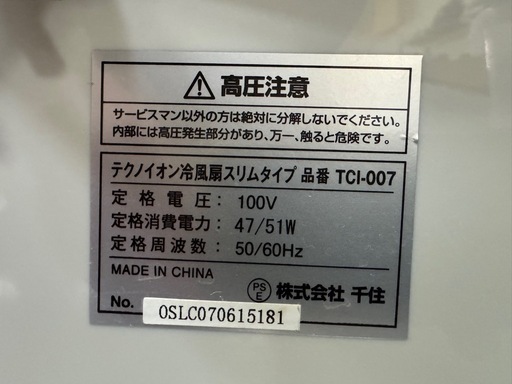 ⚠ 高圧注意
サービスマン以外の方は絶対に分解しないでください。
内部には高圧発生部分があり、万一、触ると危険です。
テクノイオン冷風扇スリムタイプ 品番 TCI-007
定格電圧: 100V
定格消費電力: 47/51W
定格周波数: 50/60Hz
MADE IN CHINA
PSE 株式会社 千住
No. OSLC070615181